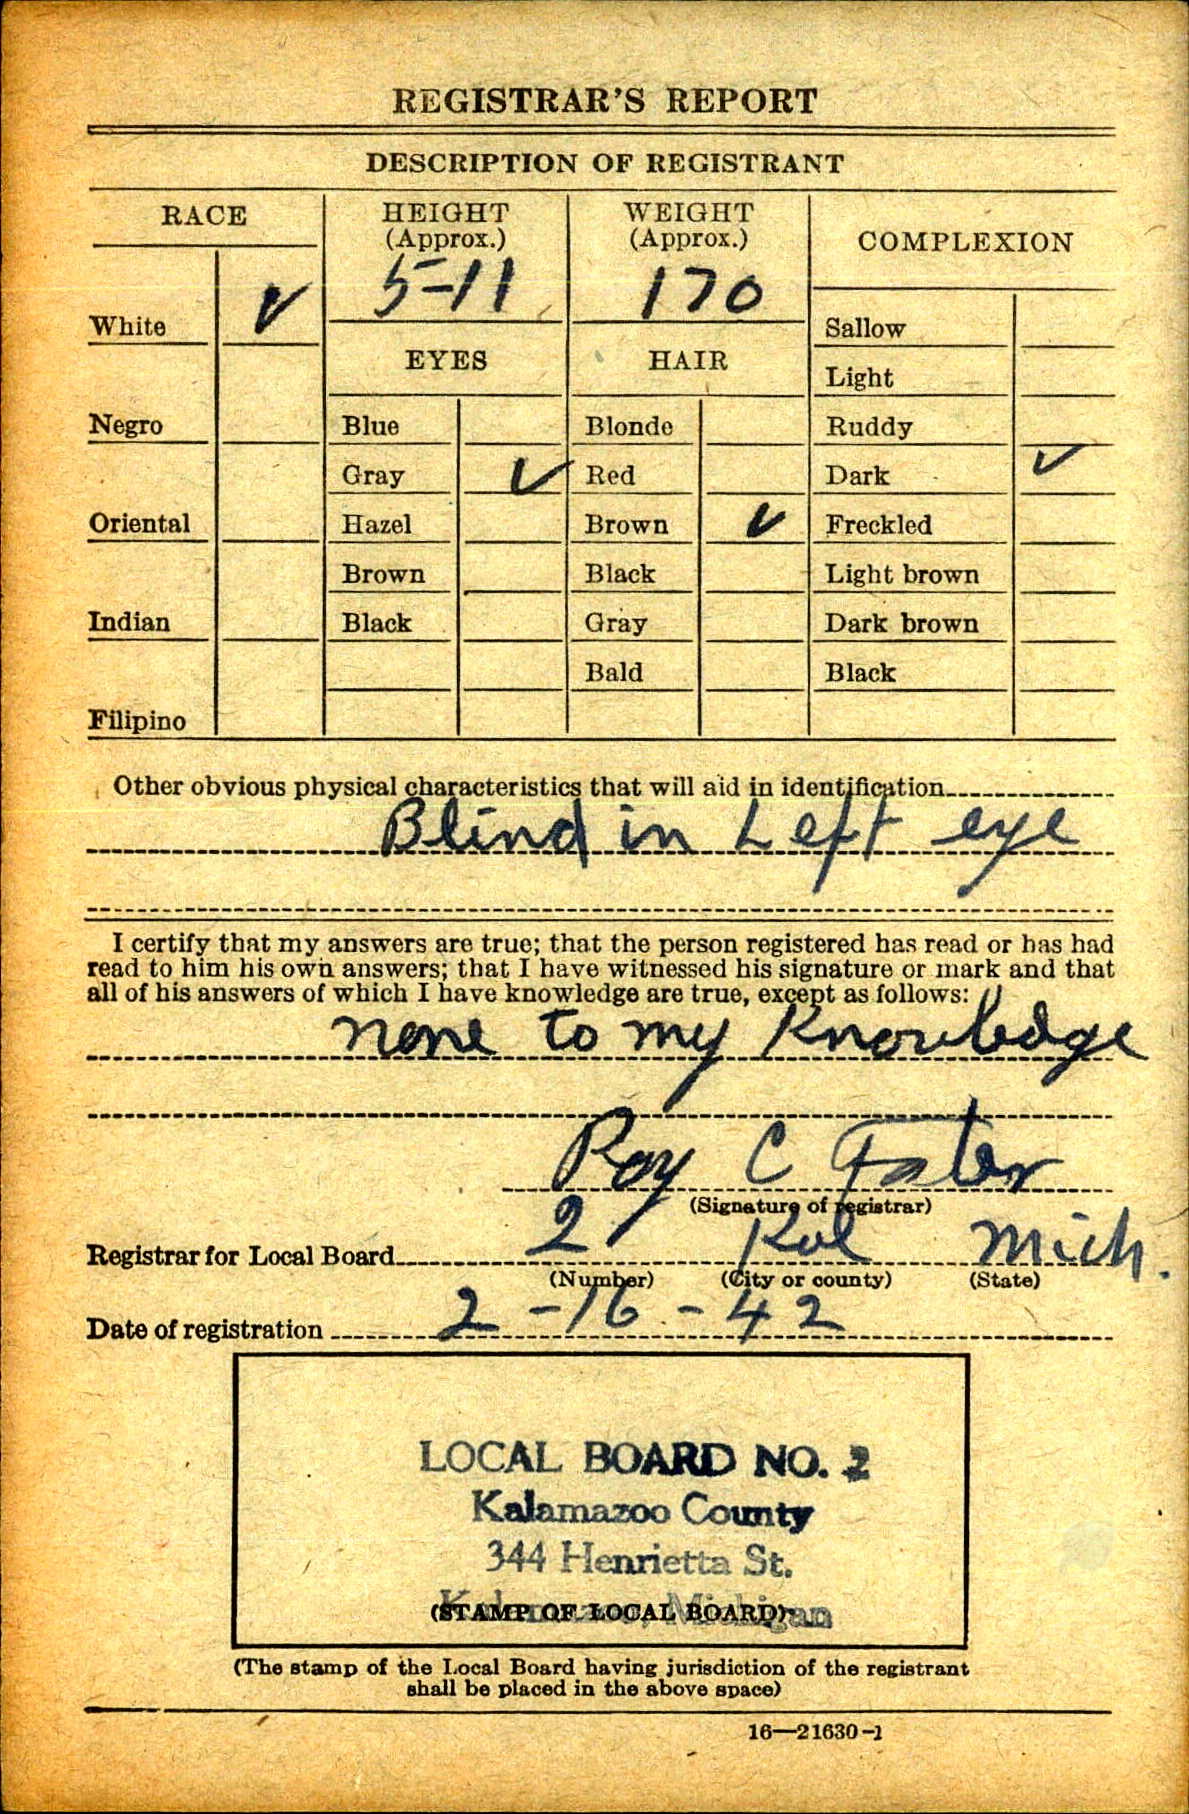 REGISTRAR'S REPORT
DESCRIPTION OF REGISTRANT
RACE
HEIGHT
(Approx.)
5-11
WEIGHT
(Approx.)
170
COMPLEXION
White ✓
EYES
HAIR
Sallow
Light
Negro
Blue
Blonde
Ruddy
Gray ✓
Red
Dark ✓
Oriental
Hazel
Brown ✓
Freckled
Brown
Black
Light brown
Indian
Black
Gray
Dark brown
Bald
Black
Filipino
Other obvious physical characteristics that will aid in identification
Blind in Left eye
I certify that my answers are true; that the person registered has read or has had
read to him his own answers; that I have witnessed his signature or mark and that
all of his answers of which I have knowledge are true, except as follows:
none to my Knowledge
Roy C
(Signature of registrar)
Registrar for Local Board 2 Kal Mich.
(Number) (City or county) (State)
Date of registration 2-16-42
LOCAL BOARD NO. 2
Kalamazoo County
344 Henrietta St.
Kalamazoo, Michigan
(STAMP OF LOCAL BOARD)
(The stamp of the Local Board having jurisdiction of the registrant
shall be placed in the above space)
16—21630-1